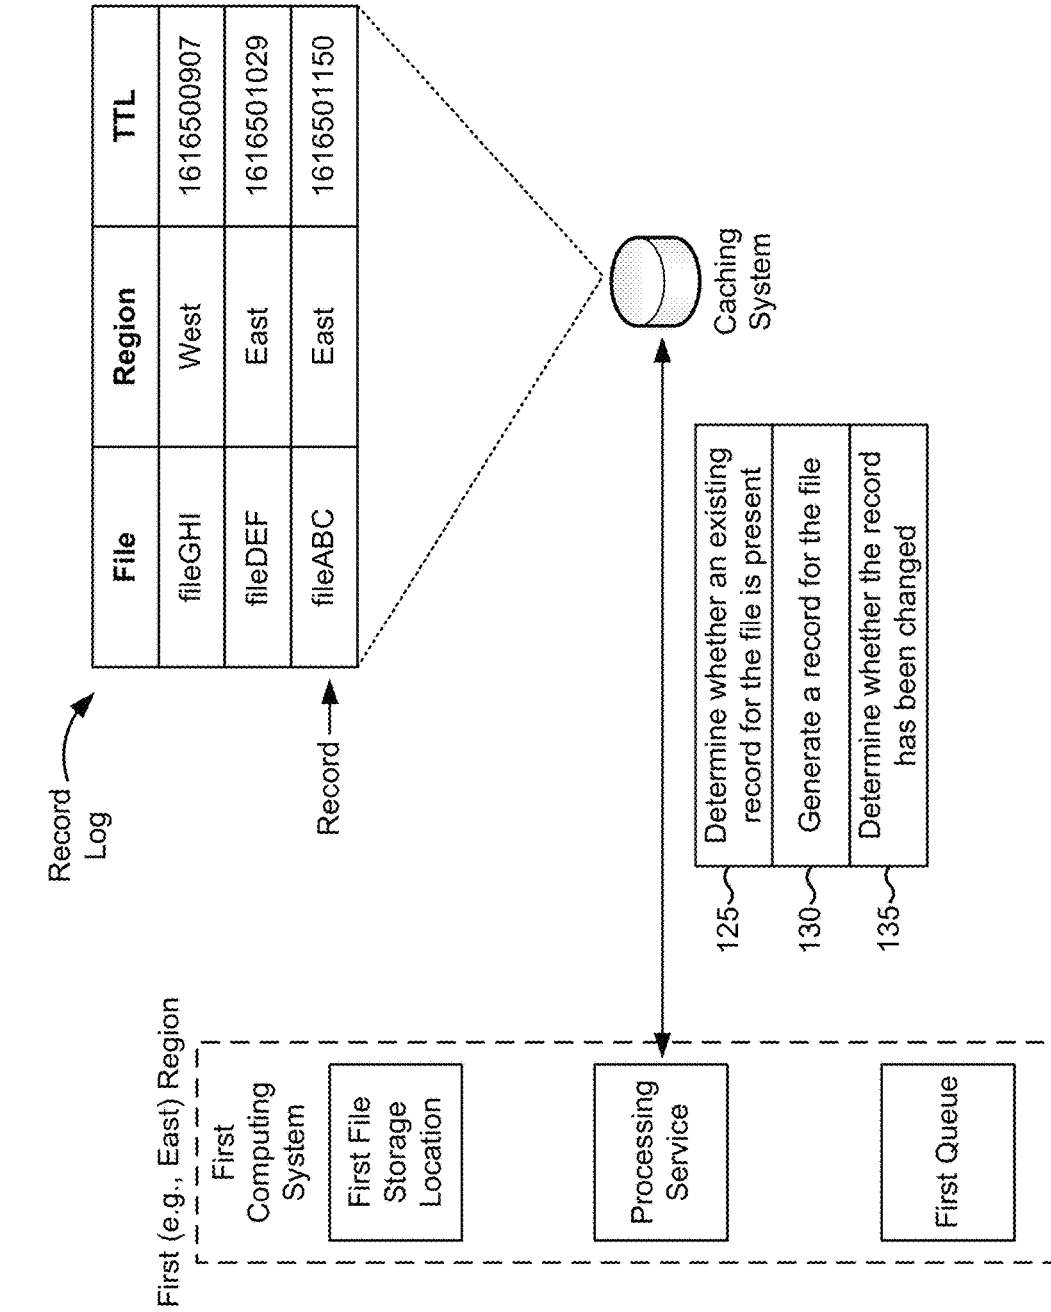 First (e.g., East) Region
First
Computing
System
First File
Storage
Location
Processing
Service
First Queue
Record
Log
Record
File Region TTL
fileGHI West 1616500907
fileDEF East 1616501029
fileABC East 1616501150
Caching
System
125
Determine whether an existing
record for the file is present
130
Generate a record for the file
135
Determine whether the record
has been changed